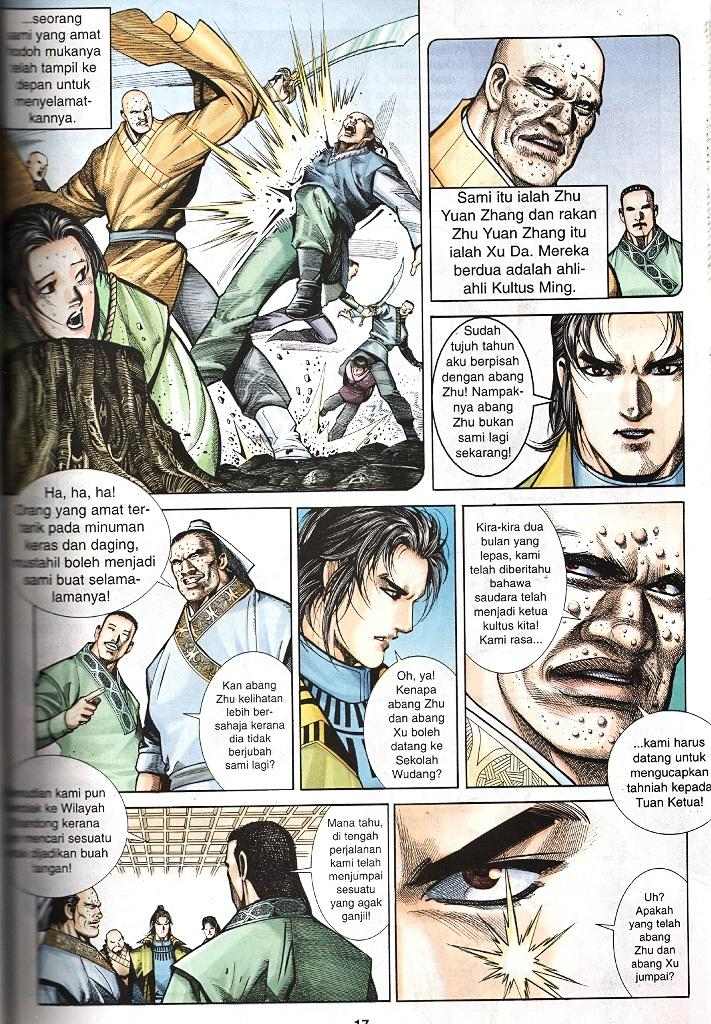 ...seorang
sami yang amat
hodoh mukanya
telah tampil ke
depan untuk
menyelamat-
kannya.
Sami itu ialah Zhu
Yuan Zhang dan rakan
Zhu Yuan Zhang itu
ialah Xu Da. Mereka
berdua adalah ahli-
ahli Kultus Ming.
Sudah
tujuh tahun
aku berpisah
dengan abang
Zhu! Nampak-
nya abang
Zhu bukan
sami lagi
sekarang!
Ha, ha, ha!
Orang yang amat ter-
tarik pada minuman
keras dan daging,
mustahil boleh menjadi
sami buat selama-
lamanya!
Kan abang
Zhu kelihatan
lebih ber-
sahaja kerana
dia tidak
berjubah
sami lagi?
Oh, ya!
Kenapa
abang Zhu
dan abang
Xu boleh
datang ke
Sekolah
Wudang?
Kira-kira dua
bulan yang
lepas, kami
telah diberitahu
bahawa
saudara telah
menjadi ketua
kultus kita!
Kami rasa...
...kami harus
datang untuk
mengucapkan
tahniah kepada
Tuan Ketua!
kami pun
ke Wilayah
kerana
sesuatu
dijadikan buah
tangan!
Mana tahu,
di tengah
perjalanan
kami telah
menjumpai
sesuatu
yang agak
ganjil!
Uh?
Apakah
yang telah
abang
Zhu dan
abang Xu
jumpai?
17